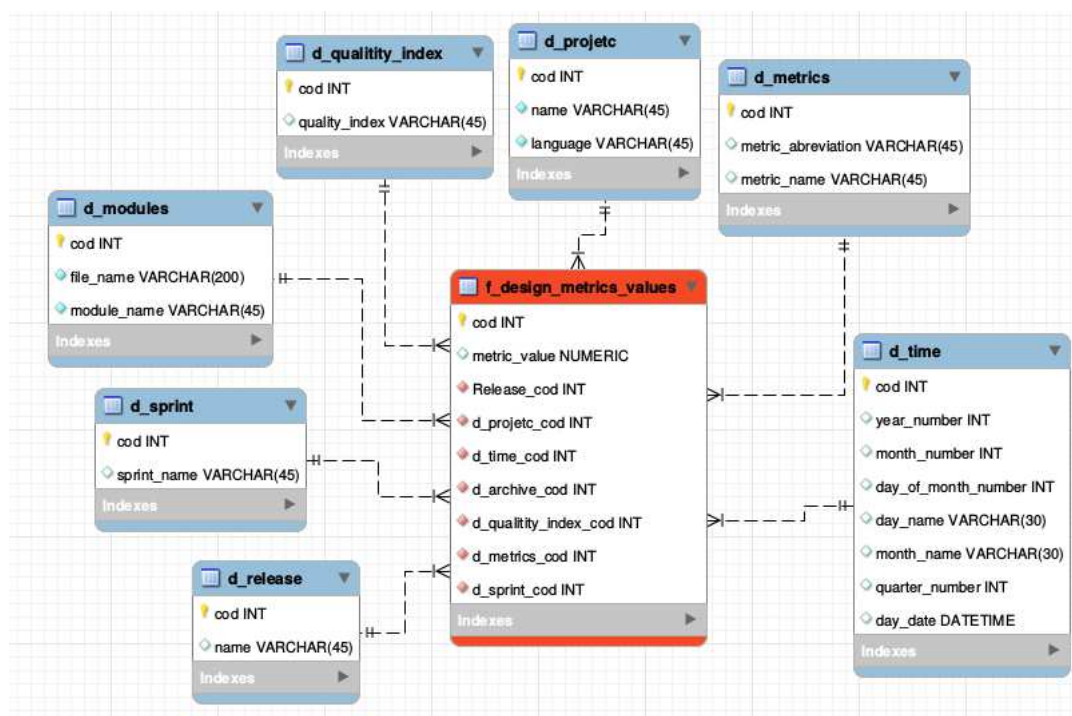 d_qualitity_index
cod INT
quality_index VARCHAR(45)
Indexes
d_projetc
cod INT
name VARCHAR(45)
language VARCHAR(45)
Indexes
d_metrics
cod INT
metric_abreviation VARCHAR(45)
metric_name VARCHAR(45)
Indexes
d_modules
cod INT
file_name VARCHAR(200)
module_name VARCHAR(45)
Indexes
f_design_metrics_values
cod INT
metric_value NUMERIC
Release_cod INT
d_projetc_cod INT
d_time_cod INT
d_archive_cod INT
d_qualitity_index_cod INT
d_metrics_cod INT
d_sprint_cod INT
Indexes
d_time
cod INT
year_number INT
month_number INT
day_of_month_number INT
day_name VARCHAR(30)
month_name VARCHAR(30)
quarter_number INT
day_date DATETIME
Indexes
d_sprint
cod INT
sprint_name VARCHAR(45)
Indexes
d_release
cod INT
name VARCHAR(45)
Indexes